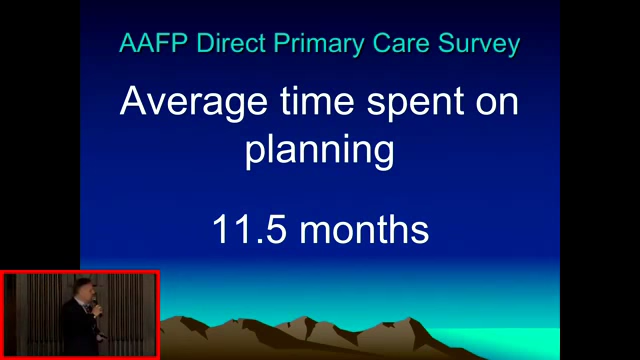 AAFP Direct Primary Care Survey
Average time spent on
planning
11.5 months